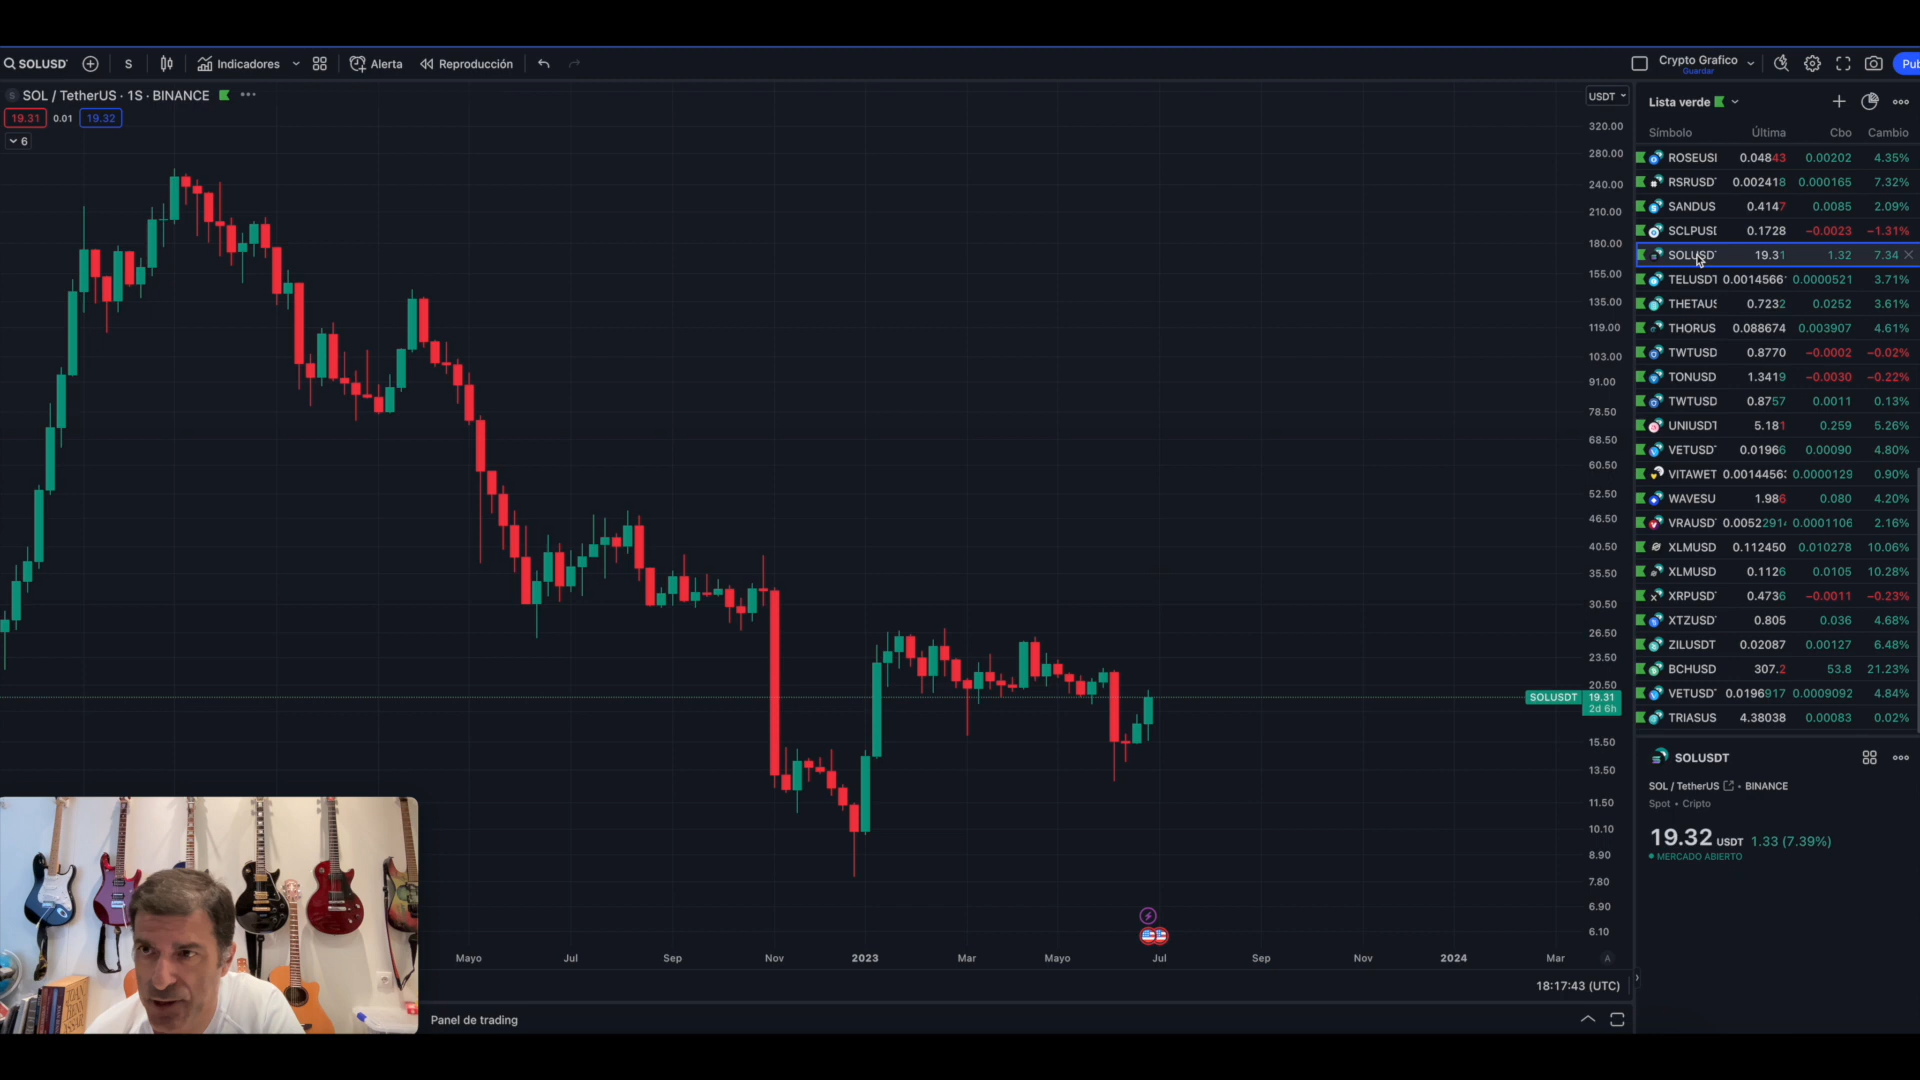 SOLUSD
S
Indicadores
Alerta
Reproducción
Crypto Grafico
Guardar
Pub
SOL / TetherUS · 1S · BINANCE
19.31 0.01 19.32
6
USDT
320.00
280.00
240.00
210.00
180.00
155.00
135.00
119.00
103.00
91.00
78.50
68.50
60.50
52.50
46.50
40.50
35.50
30.50
26.50
23.50
20.50
SOLUSDT 19.31
2d 6h
15.50
13.50
11.50
10.10
8.90
7.80
6.90
6.10
Mayo Jul Sep Nov 2023 Mar Mayo Jul Sep Nov 2024 Mar A
18:17:43 (UTC)
Panel de trading
Lista verde
Símbolo Última Cbo Cambio
ROSEUSI 0.04843 0.00202 4.35%
RSRUSD 0.002418 0.000165 7.32%
SANDUS 0.4147 0.0085 2.09%
SCLPUSI 0.1728 −0.0023 −1.31%
SOLUSD 19.31 1.32 7.34
TELUSDT 0.0014566 0.0000521 3.71%
THETAUS 0.7232 0.0252 3.61%
THORUS 0.088674 0.003907 4.61%
TWTUSD 0.8770 −0.0002 −0.02%
TONUSD 1.3419 −0.0030 −0.22%
TWTUSD 0.8757 0.0011 0.13%
UNIUSDT 5.181 0.259 5.26%
VETUSD 0.01966 0.00090 4.80%
VITAWET 0.0014456 0.0000129 0.90%
WAVESU 1.986 0.080 4.20%
VRAUSD 0.005229 0.0001106 2.16%
XLMUSD 0.112450 0.010278 10.06%
XLMUSD 0.1126 0.0105 10.28%
XRPUSD 0.4736 −0.0011 −0.23%
XTZUSD 0.805 0.036 4.68%
ZILUSDT 0.02087 0.00127 6.48%
BCHUSD 307.2 53.8 21.23%
VETUSD 0.0196917 0.0009092 4.84%
TRIASUS 4.38038 0.00083 0.02%
SOLUSDT
SOL / TetherUS • BINANCE
Spot • Cripto
19.32 USDT 1.33 (7.39%)
MERCADO ABIERTO